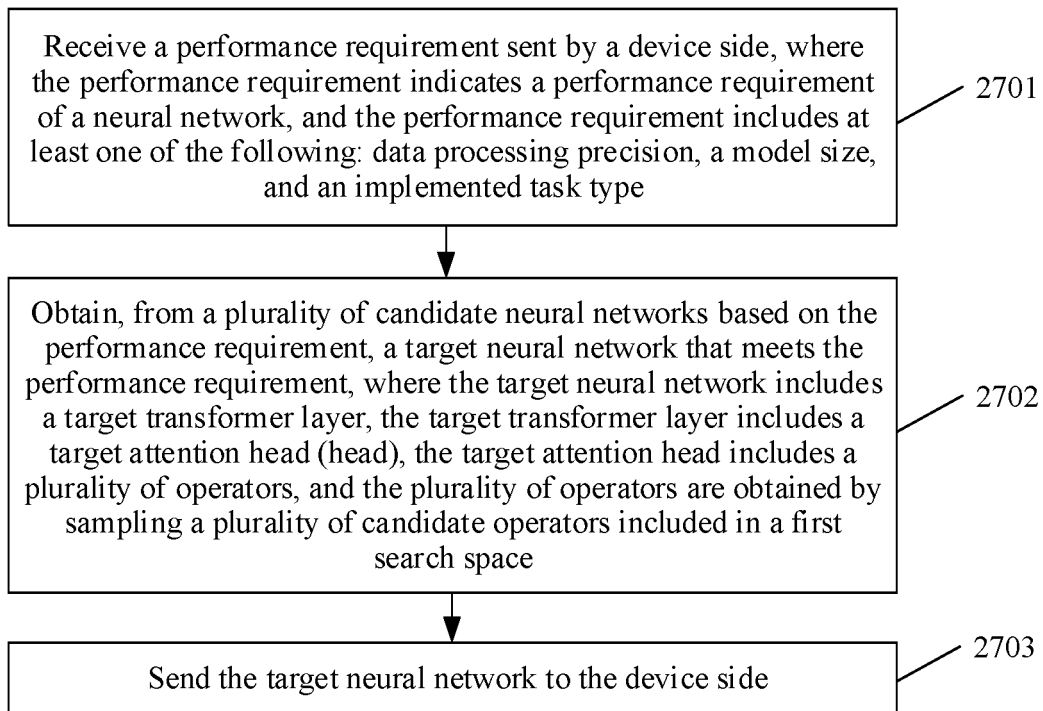 Receive a performance requirement sent by a device side, where
the performance requirement indicates a performance requirement
of a neural network, and the performance requirement includes at
least one of the following: data processing precision, a model size,
and an implemented task type
2701
Obtain, from a plurality of candidate neural networks based on the
performance requirement, a target neural network that meets the
performance requirement, where the target neural network includes
a target transformer layer, the target transformer layer includes a
target attention head (head), the target attention head includes a
plurality of operators, and the plurality of operators are obtained by
sampling a plurality of candidate operators included in a first
search space
2702
Send the target neural network to the device side
2703